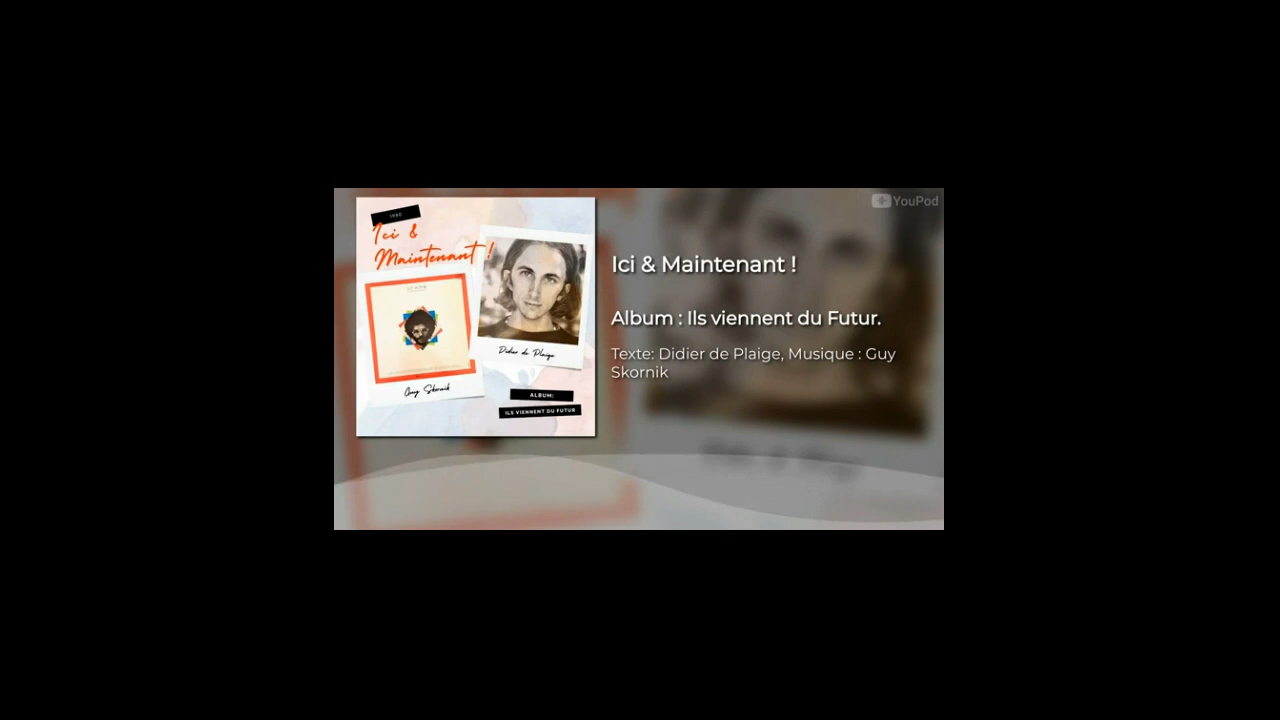 YouPod
1980
Ici &
Maintenant !
Didier de Plaige
Guy Skornik
ALBUM:
ILS VIENNENT DU FUTUR
Ici & Maintenant !
Album : Ils viennent du Futur.
Texte: Didier de Plaige, Musique : Guy
Skornik